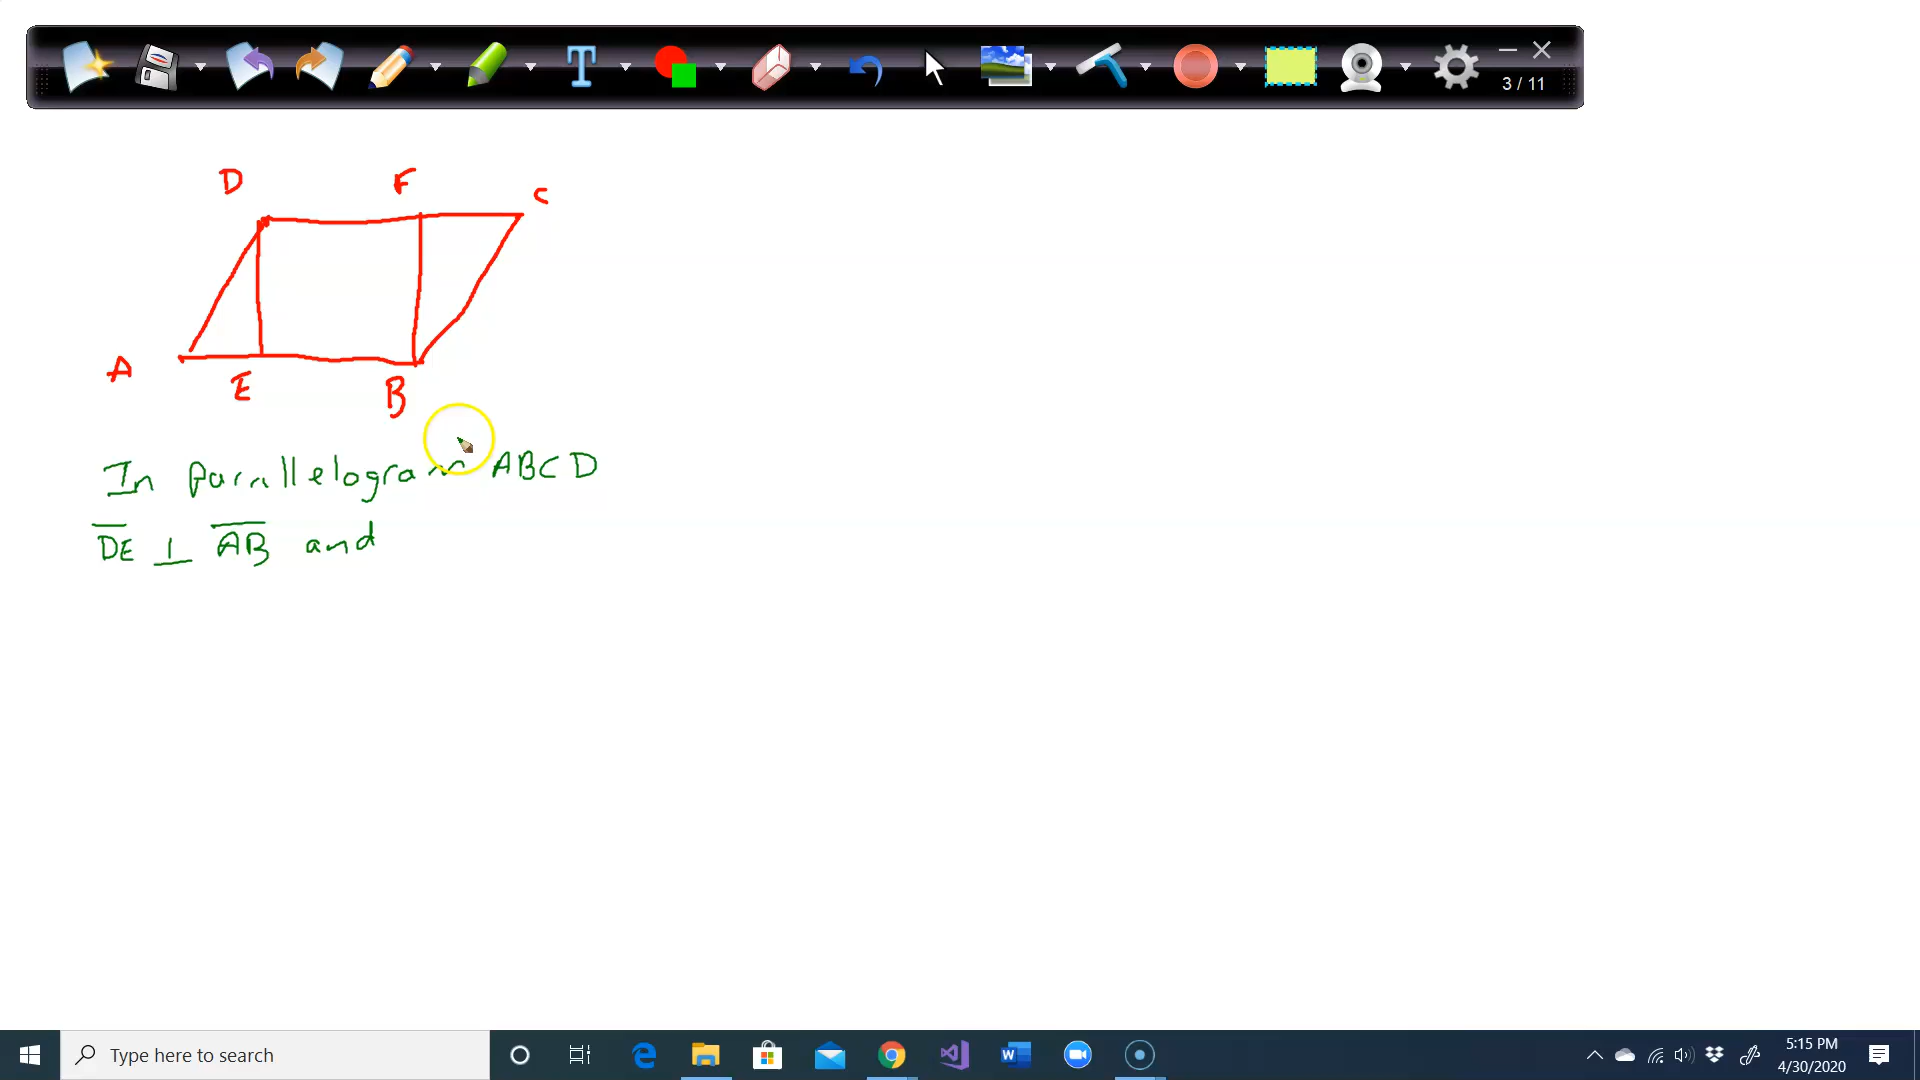 3 / 11
D F C
A E B
In parallelogram ABCD
DE ⊥ AB and
Type here to search
5:15 PM
4/30/2020